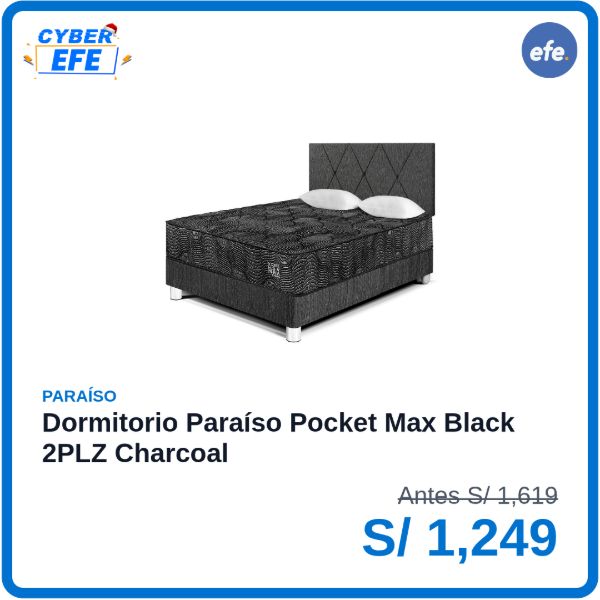 CYBER
EFE
efe.
PARAÍSO
Dormitorio Paraíso Pocket Max Black
2PLZ Charcoal
Antes S/ 1,619
S/ 1,249